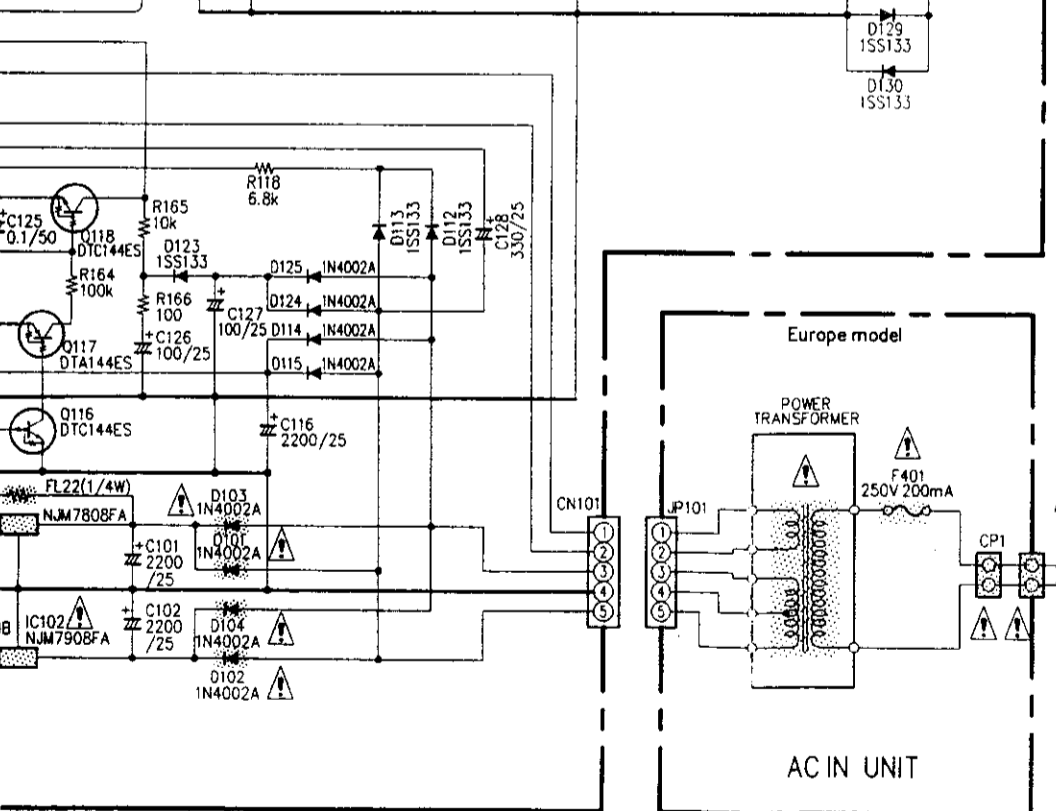 D129
1SS133
D130
1SS133
R118
6.8k
C125
0.1/50
Q118
DTC144ES
R165
10k
D113
1SS133
D112
1SS133
C128
330/25
D123
1SS133
R164
100k
D125
1N4002A
R166
100
C127
100/25
D124
1N4002A
C126
100/25
D114
1N4002A
Q117
DTA144ES
D115
1N4002A
Europe model
Q116
DTC144ES
C116
2200/25
POWER
TRANSFORMER
F401
250V 200mA
FL22(1/4W)
NJM7808FA
D103
1N4002A
D101
1N4002A
C101
2200
/25
CN101
1
2
3
4
5
JP101
1
2
3
4
5
CP1
IC102
NJM7908FA
C102
2200
/25
D104
1N4002A
D102
1N4002A
AC IN UNIT